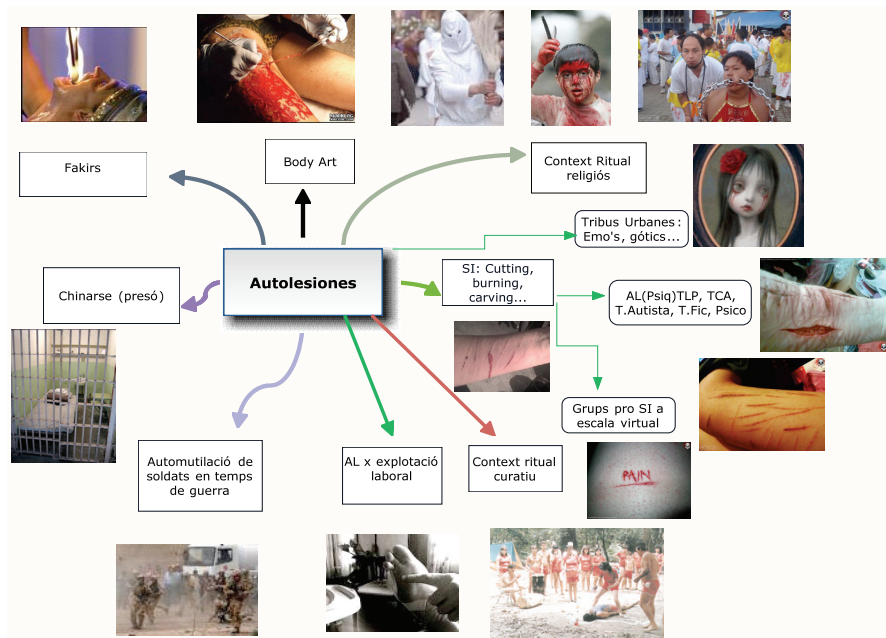 Fakirs
Body Art
Context Ritual
religiós
Tribus Urbanes:
Emo's, gótics...
Autolesiones
SI: Cutting,
burning,
carving...
Chinarse (presó)
AL(Psiq)TLP, TCA,
T.Autista, T.Fic, Psico
Grups pro SI a
escala virtual
Automutilació de
soldats en temps
de guerra
AL x explotació
laboral
Context ritual
curatiu
PAIN